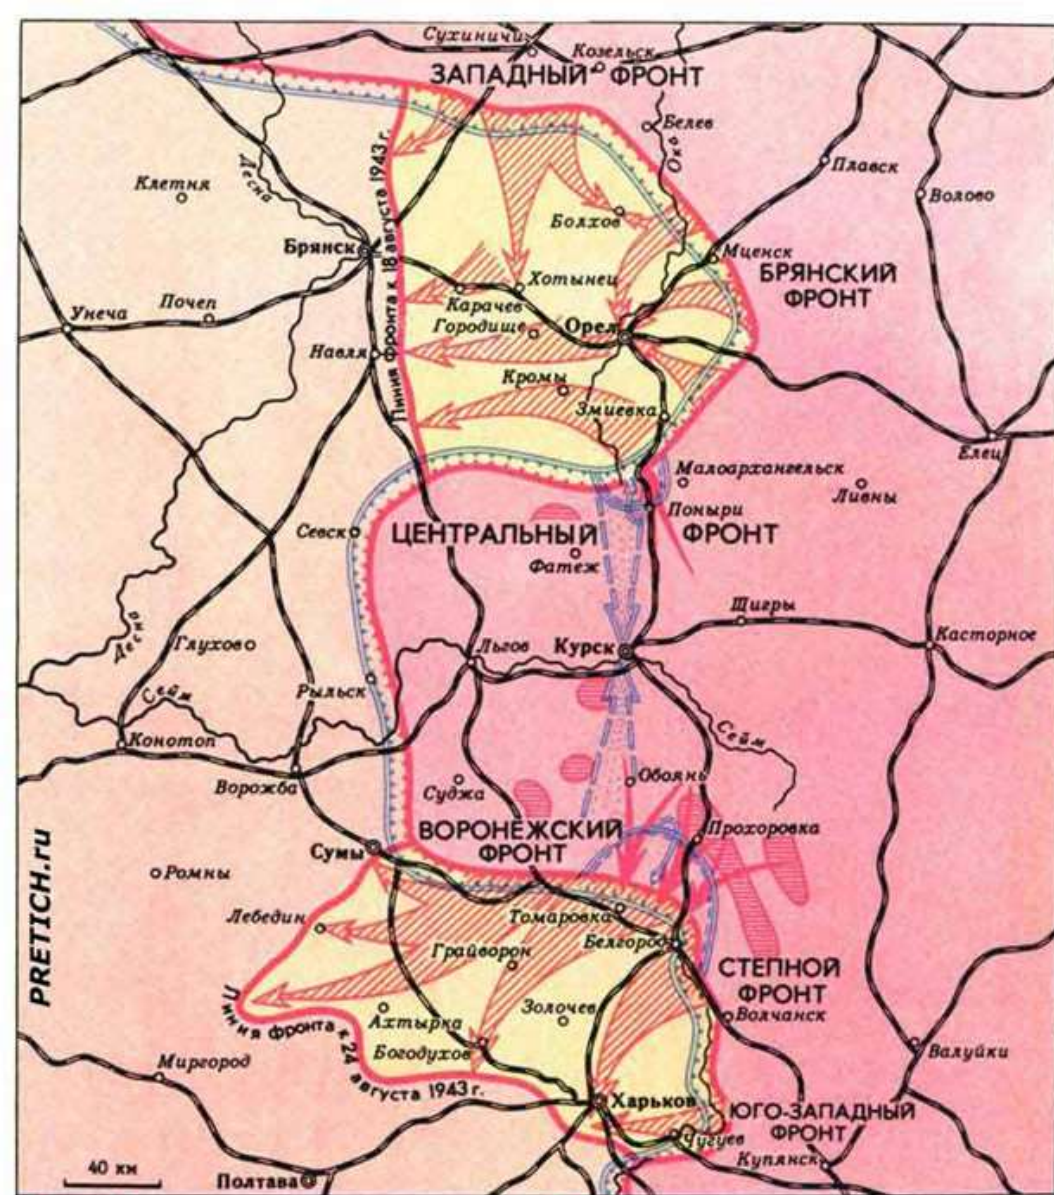 Сухиничи
Козельск
ЗАПАДНЫЙ ФРОНТ
Белев
Ока
Плавск
Десна
Клетня
Волово
Болхов
Брянск
Мценск
БРЯНСКИЙ
ФРОНТ
Линия фронта к 18 августа 1943 г.
Хотынец
Карачев
Почеп
Унеча
Городище
Орел
Навля
Кромы
Змиевка
Елец
Малоархангельск
Ливны
Поныри
Севск
ЦЕНТРАЛЬНЫЙ ФРОНТ
Фатеж
Щигры
Десна
Глухово
Льгов
Курск
Касторное
Рыльск
Сейм
Сейм
Конотоп
Ворожба
Суджа
Обоянь
ВОРОНЕЖСКИЙ
ФРОНТ
Прохоровка
Сумы
Ромны
Лебедин
Томаровка
Белгород
Грайворон
СТЕПНОЙ
ФРОНТ
Золочев
Волчанск
Ахтырка
Линия фронта к 24 августа 1943 г.
Богодухов
Миргород
Валуйки
Харьков
ЮГО-ЗАПАДНЫЙ
ФРОНТ
Чугуев
Купянск
40 км
Полтава
PRETICH.ru